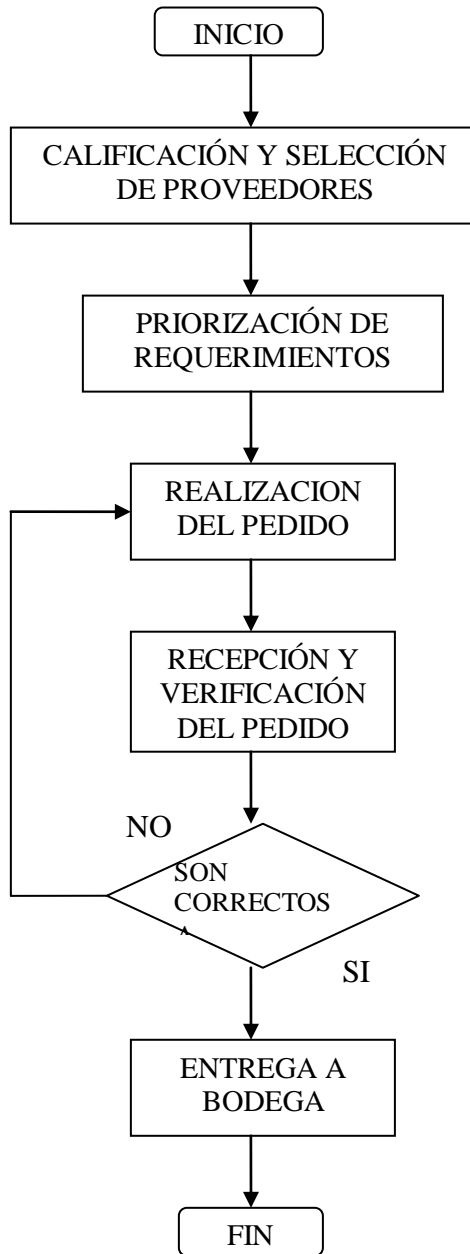 INICIO
CALIFICACIÓN Y SELECCIÓN
DE PROVEEDORES
PRIORIZACIÓN DE
REQUERIMIENTOS
REALIZACION
DEL PEDIDO
RECEPCIÓN Y
VERIFICACIÓN
DEL PEDIDO
NO
SON
CORRECTOS
SI
ENTREGA A
BODEGA
FIN